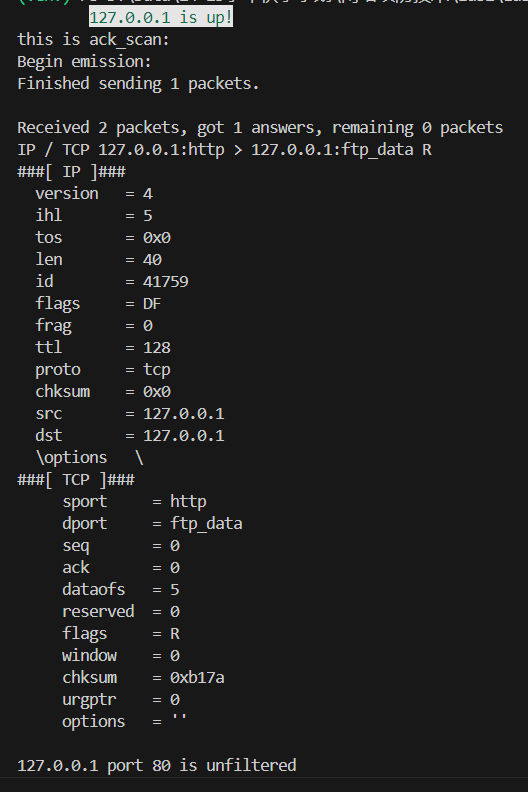 127.0.0.1 is up!
this is ack_scan:
Begin emission:
Finished sending 1 packets.
Received 2 packets, got 1 answers, remaining 0 packets
IP / TCP 127.0.0.1:http > 127.0.0.1:ftp_data R
###[ IP ]###
version = 4
ihl = 5
tos = 0x0
len = 40
id = 41759
flags = DF
frag = 0
ttl = 128
proto = tcp
chksum = 0x0
src = 127.0.0.1
dst = 127.0.0.1
\options \
###[ TCP ]###
sport = http
dport = ftp_data
seq = 0
ack = 0
dataofs = 5
reserved = 0
flags = R
window = 0
chksum = 0xb17a
urgptr = 0
options = ''
127.0.0.1 port 80 is unfiltered